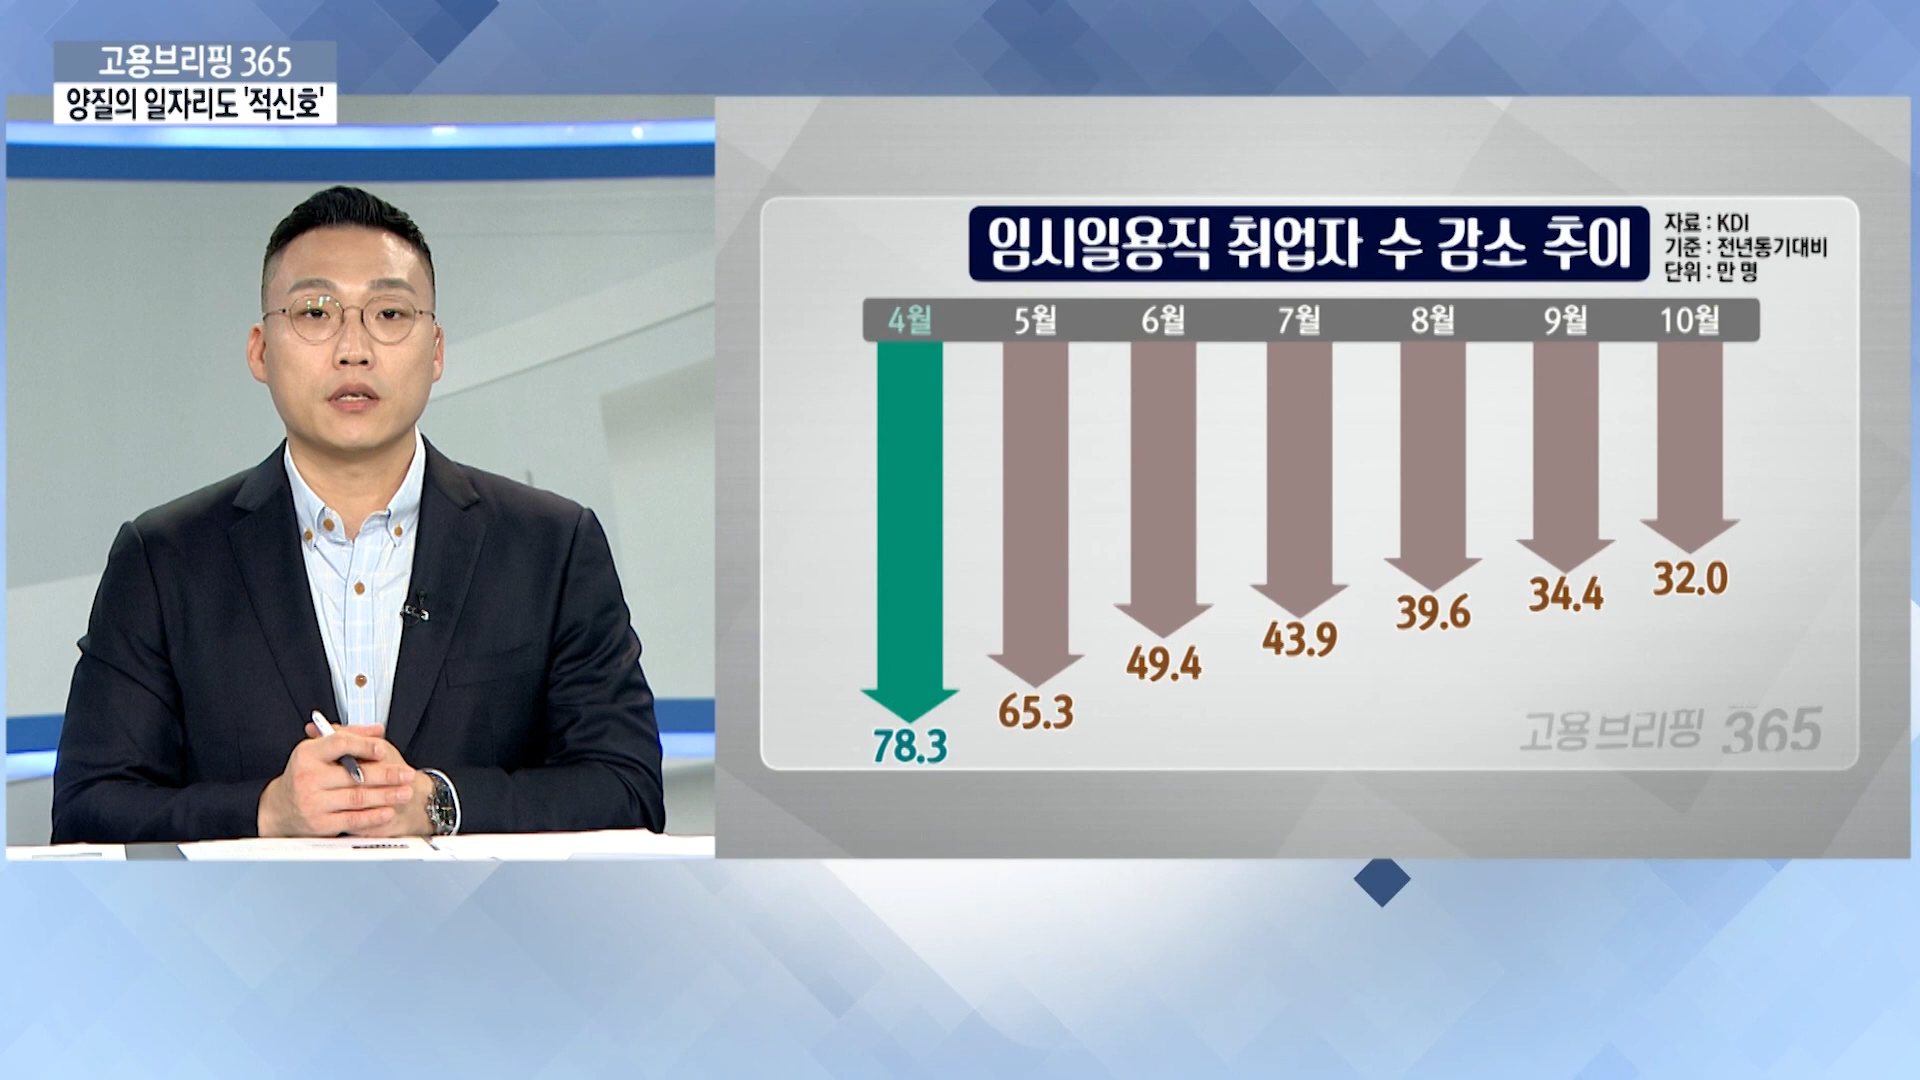 고용브리핑 365
양질의 일자리도 '적신호'
임시일용직 취업자 수 감소 추이
자료 : KDI
기준 : 전년동기대비
단위 : 만 명
4월 5월 6월 7월 8월 9월 10월
78.3 65.3 49.4 43.9 39.6 34.4 32.0
고용브리핑 365